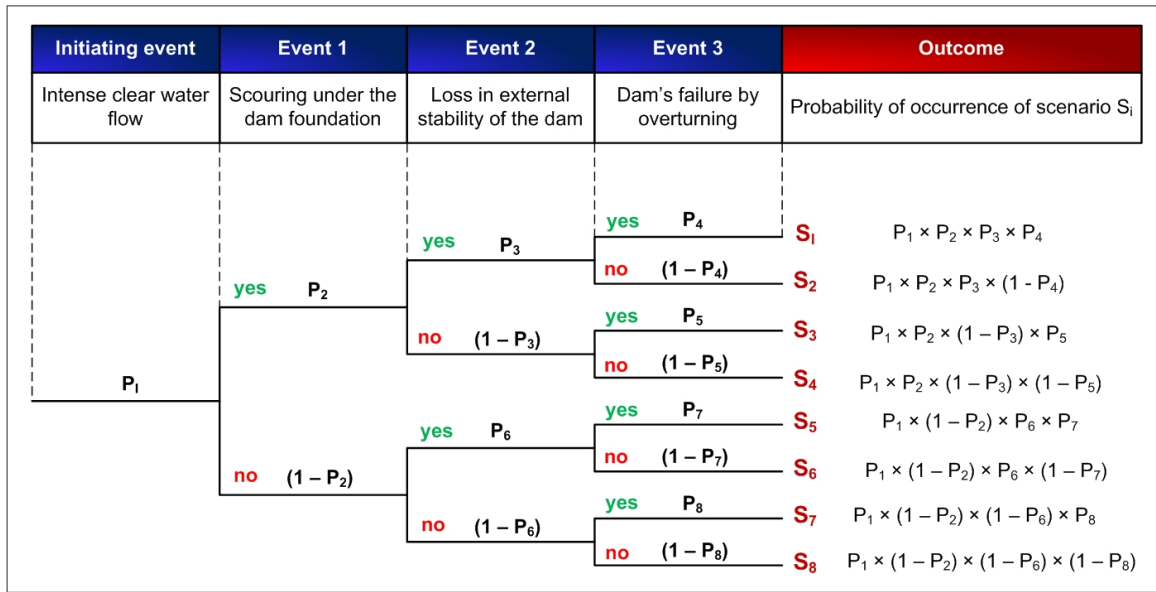 Initiating event Event 1 Event 2 Event 3 Outcome
Intense clear water flow
Scouring under the dam foundation
Loss in external stability of the dam
Dam's failure by overturning
Probability of occurrence of scenario Sᵢ
yes P₄ S_I P₁ × P₂ × P₃ × P₄
yes P₃
no (1 – P₄) S₂ P₁ × P₂ × P₃ × (1 - P₄)
yes P₂
yes P₅ S₃ P₁ × P₂ × (1 – P₃) × P₅
no (1 – P₃)
no (1 – P₅) S₄ P₁ × P₂ × (1 – P₃) × (1 – P₅)
P_I
yes P₇ S₅ P₁ × (1 – P₂) × P₆ × P₇
yes P₆
no (1 – P₇) S₆ P₁ × (1 – P₂) × P₆ × (1 – P₇)
no (1 – P₂)
yes P₈ S₇ P₁ × (1 – P₂) × (1 – P₆) × P₈
no (1 – P₆)
no (1 – P₈) S₈ P₁ × (1 – P₂) × (1 – P₆) × (1 – P₈)